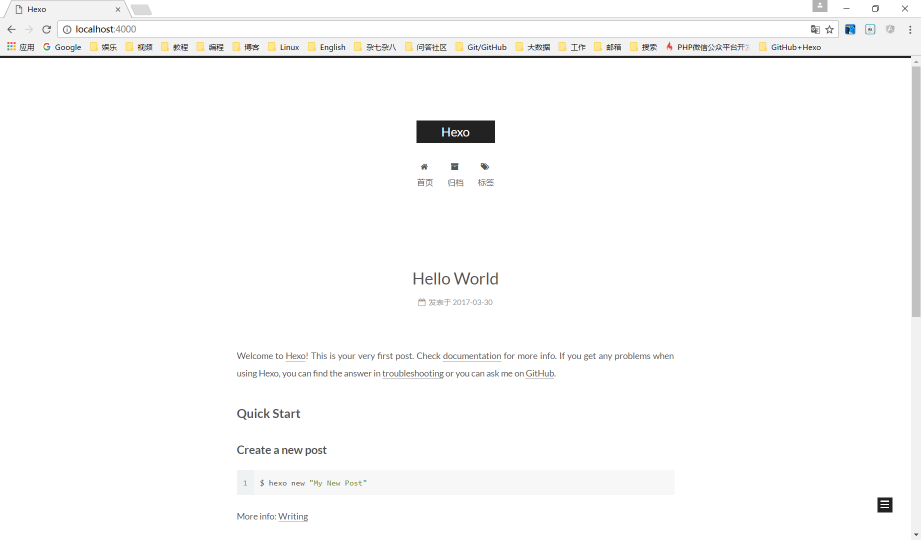 Hexo
localhost:4000
应用 Google 娱乐 视频 教程 编程 博客 Linux English 杂七杂八 问答社区 Git/GitHub 大数据 工作 邮箱 搜索 PHP微信公众平台开 GitHub+Hexo
Hexo
首页 归档 标签
Hello World
发表于 2017-03-30
Welcome to Hexo! This is your very first post. Check documentation for more info. If you get any problems when
using Hexo, you can find the answer in troubleshooting or you can ask me on GitHub.
Quick Start
Create a new post
1 $ hexo new "My New Post"
More info: Writing